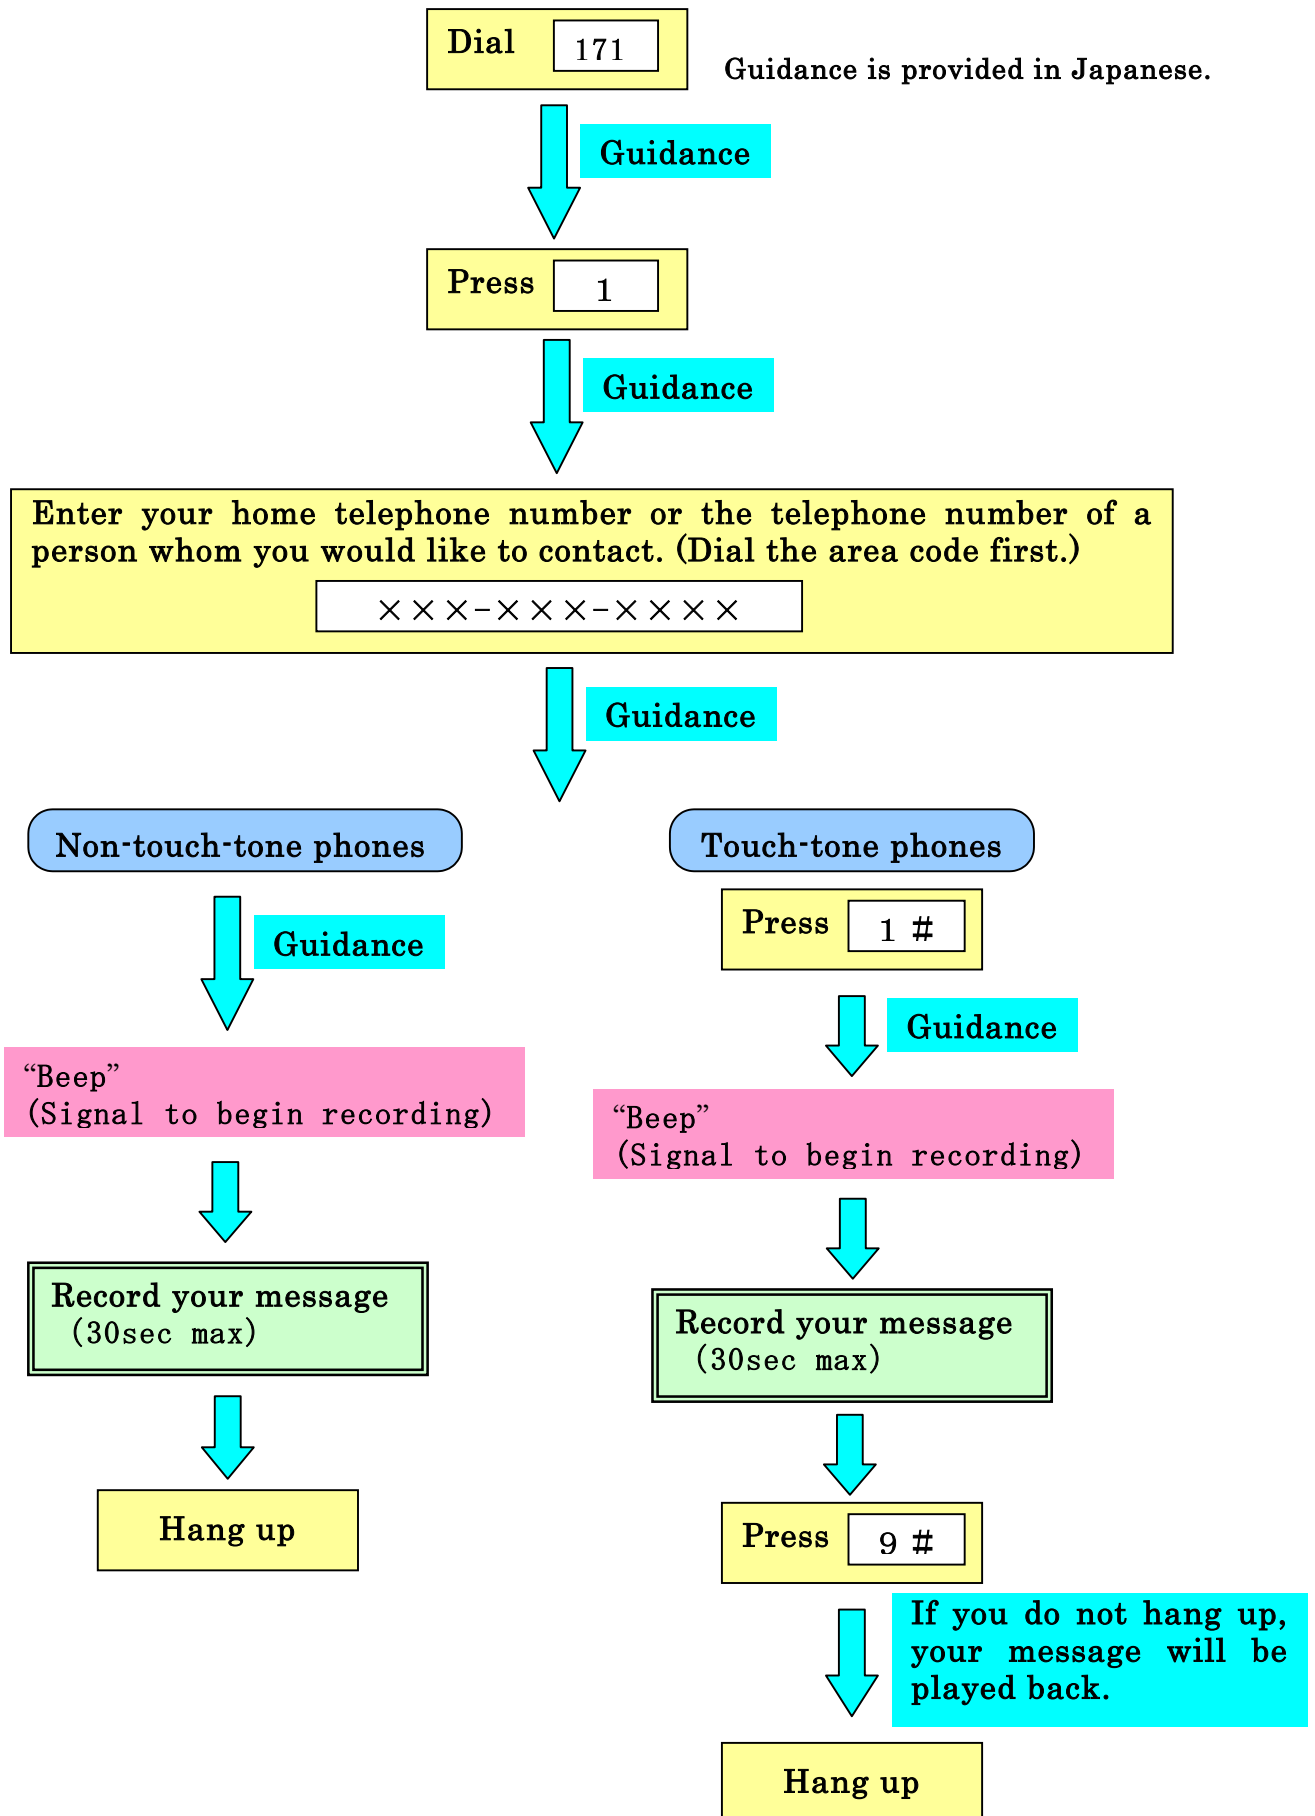 Dial 171
Guidance is provided in Japanese.
Guidance
Press 1
Guidance
Enter your home telephone number or the telephone number of a
person whom you would like to contact. (Dial the area code first.)
×××-×××-××××
Guidance
Non-touch-tone phones
Guidance
“Beep”
(Signal to begin recording)
Record your message
(30sec max)
Hang up
Touch-tone phones
Press 1 #
Guidance
“Beep”
(Signal to begin recording)
Record your message
(30sec max)
Press 9 #
If you do not hang up,
your message will be
played back.
Hang up